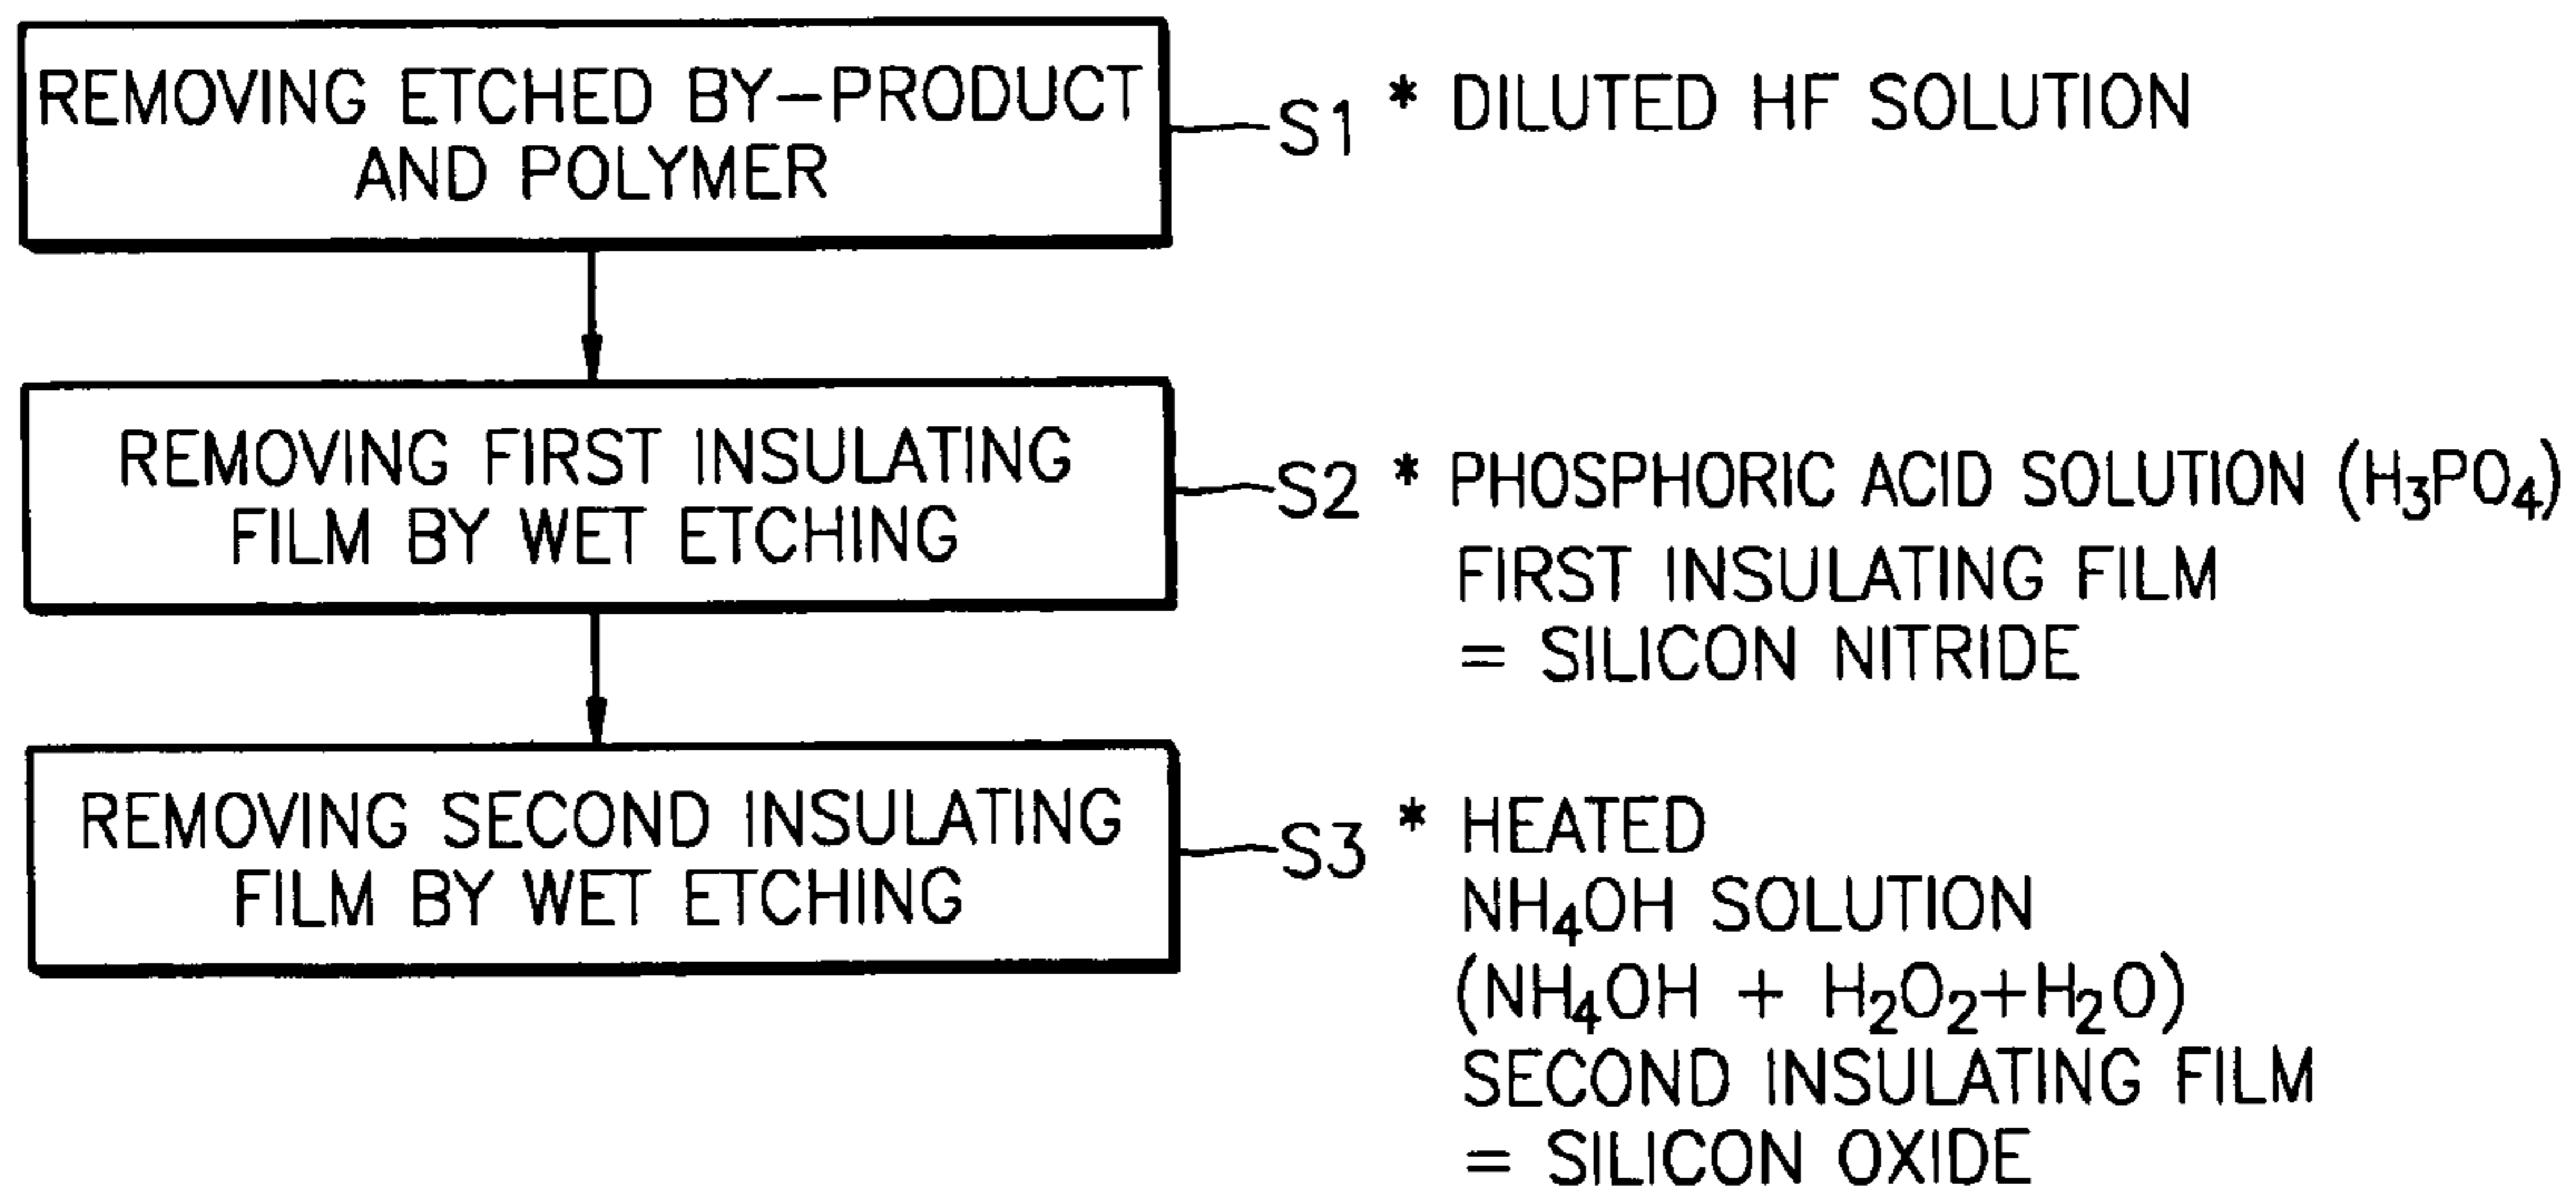 REMOVING ETCHED BY-PRODUCT
AND POLYMER
S1 * DILUTED HF SOLUTION
REMOVING FIRST INSULATING
FILM BY WET ETCHING
S2 * PHOSPHORIC ACID SOLUTION (H₃PO₄)
FIRST INSULATING FILM
= SILICON NITRIDE
REMOVING SECOND INSULATING
FILM BY WET ETCHING
S3 * HEATED
NH₄OH SOLUTION
(NH₄OH + H₂O₂+H₂O)
SECOND INSULATING FILM
= SILICON OXIDE